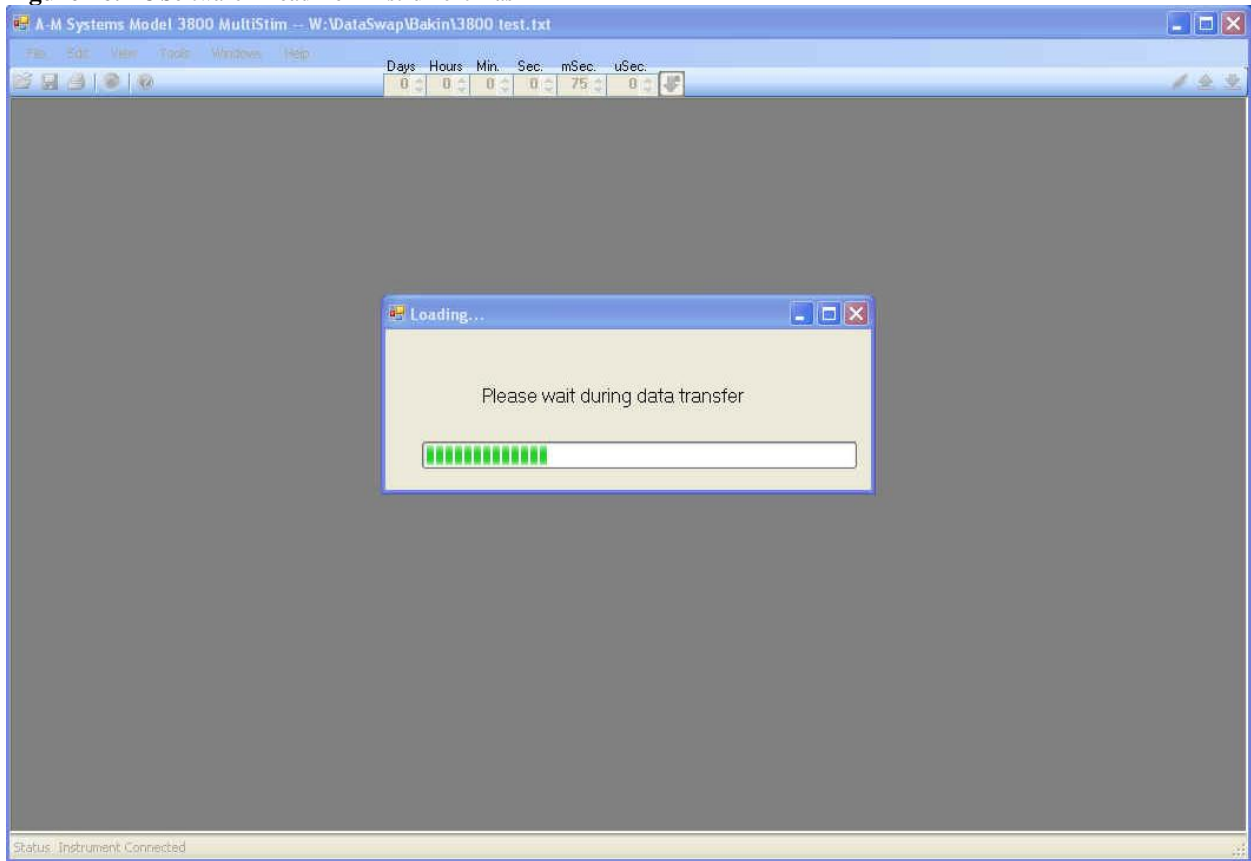 A-M Systems Model 3800 MultiStim -- W:\DataSwap\Bakin\3800 test.txt
File Edit View Tools Windows Help
Days Hours Min. Sec. mSec. uSec.
0 0 0 0 75 0
Loading...
Please wait during data transfer
Status Instrument Connected